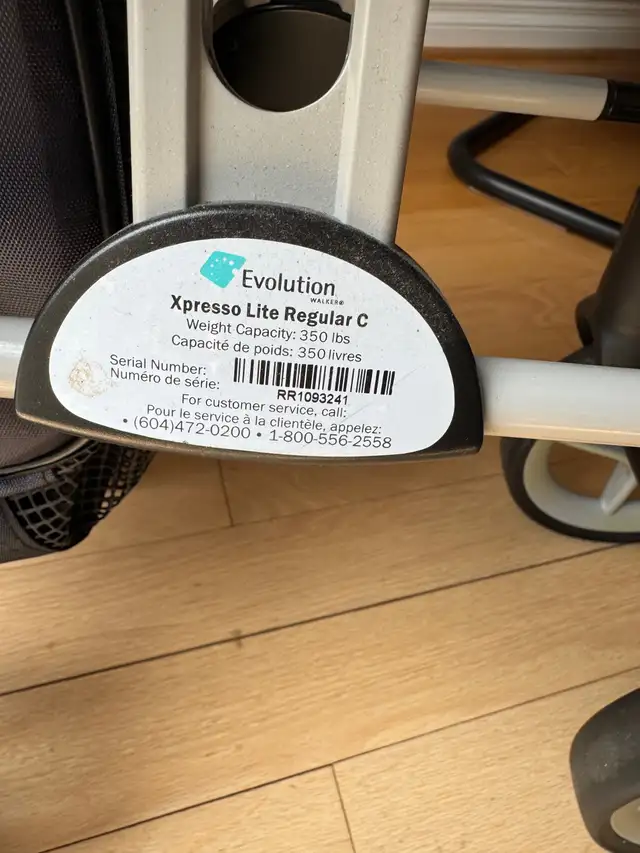 Evolution
WALKER®
Xpresso Lite Regular C
Weight Capacity: 350 lbs
Capacité de poids: 350 livres
Serial Number:
Numéro de série:
RR1093241
For customer service, call:
Pour le service à la clientèle, appelez:
• (604)472-0200 • 1-800-556-2558